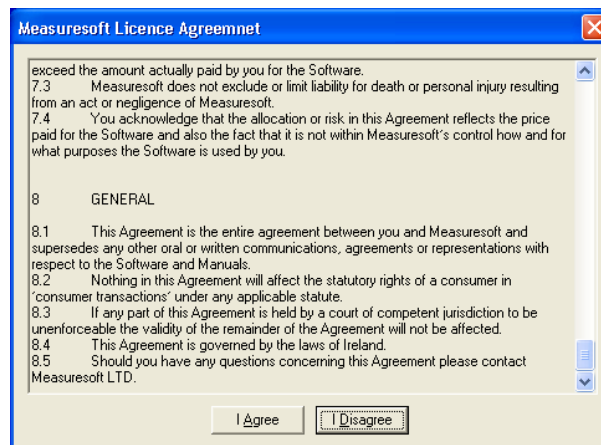 Measuresoft Licence Agreemnet
exceed the amount actually paid by you for the Software.
7.3 Measuresoft does not exclude or limit liability for death or personal injury resulting
from an act or negligence of Measuresoft.
7.4 You acknowledge that the allocation or risk in this Agreement reflects the price
paid for the Software and also the fact that it is not within Measuresoft´s control how and for
what purposes the Software is used by you.
8 GENERAL
8.1 This Agreement is the entire agreement between you and Measuresoft and
supersedes any other oral or written communications, agreements or representations with
respect to the Software and Manuals.
8.2 Nothing in this Agreement will affect the statutory rights of a consumer in
´consumer transactions´ under any applicable statute.
8.3 If any part of this Agreement is held by a court of competent jurisdiction to be
unenforceable the validity of the remainder of the Agreement will not be affected.
8.4 This Agreement is governed by the laws of Ireland.
8.5 Should you have any questions concerning this Agreement please contact
Measuresoft LTD.
I Agree I Disagree